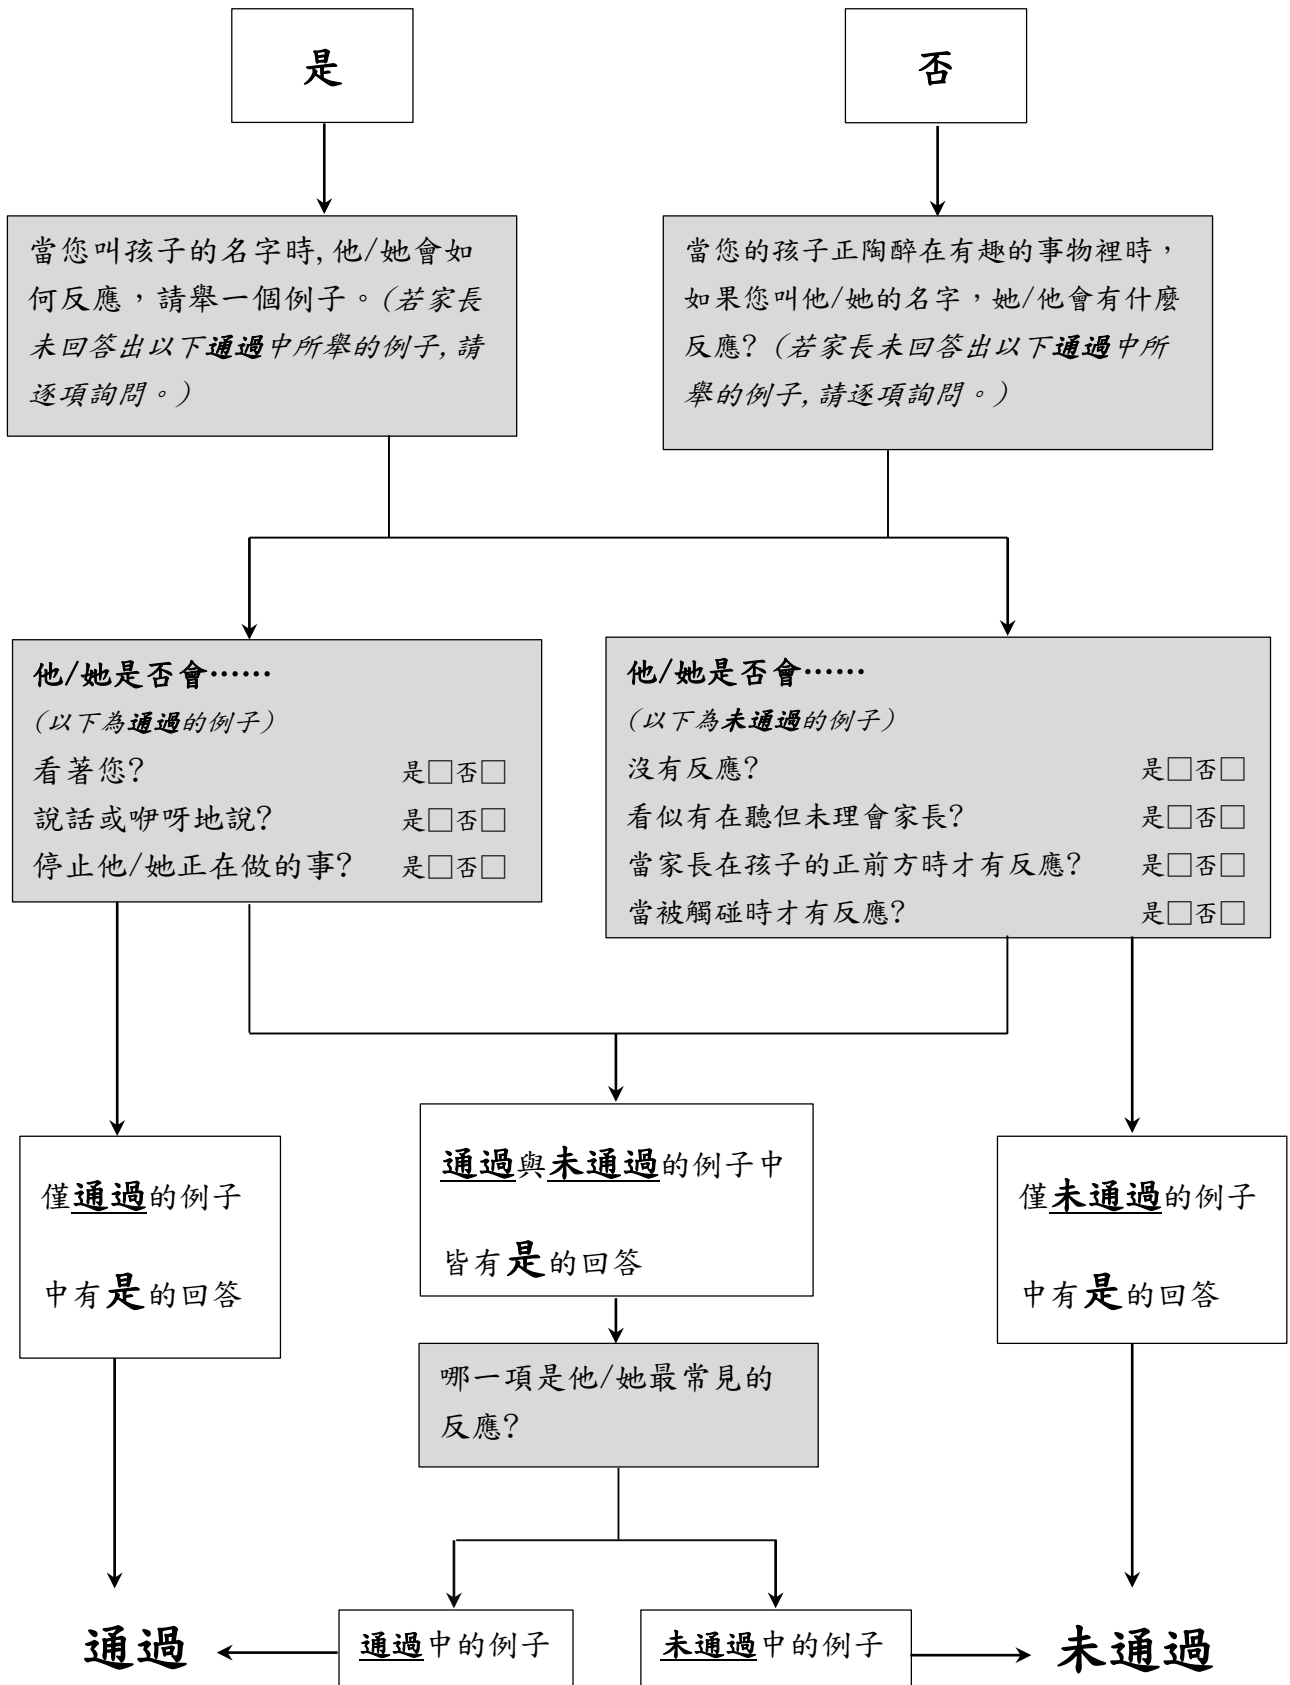 是
否
當您叫孩子的名字時,他/她會如
何反應，請舉一個例子。(若家長
未回答出以下通過中所舉的例子,請
逐項詢問。)
當您的孩子正陶醉在有趣的事物裡時，
如果您叫他/她的名字，她/他會有什麼
反應?(若家長未回答出以下通過中所
舉的例子,請逐項詢問。)
他/她是否會……
(以下為通過的例子)
看著您? 是□否□
說話或咿呀地說? 是□否□
停止他/她正在做的事? 是□否□
他/她是否會……
(以下為未通過的例子)
沒有反應? 是□否□
看似有在聽但未理會家長? 是□否□
當家長在孩子的正前方時才有反應? 是□否□
當被觸碰時才有反應? 是□否□
僅通過的例子
中有是的回答
通過與未通過的例子中
皆有是的回答
僅未通過的例子
中有是的回答
哪一項是他/她最常見的
反應?
通過
通過中的例子
未通過中的例子
未通過